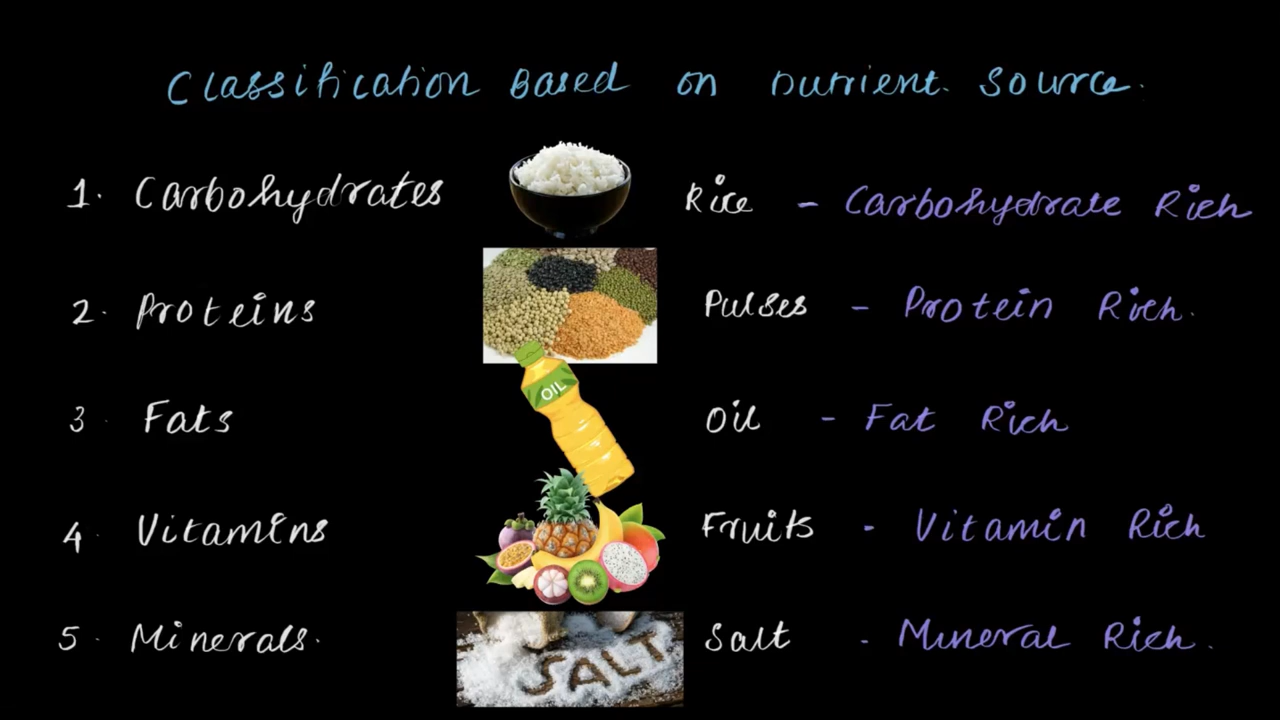 Classification Based on nutrient source.
1. Carbohydrates Rice - Carbohydrate Rich
2. Proteins Pulses - Protein Rich.
OIL
3. Fats Oil - Fat Rich
4. Vitamins Fruits - Vitamin Rich
5. Minerals. Salt - Mineral Rich.
SALT